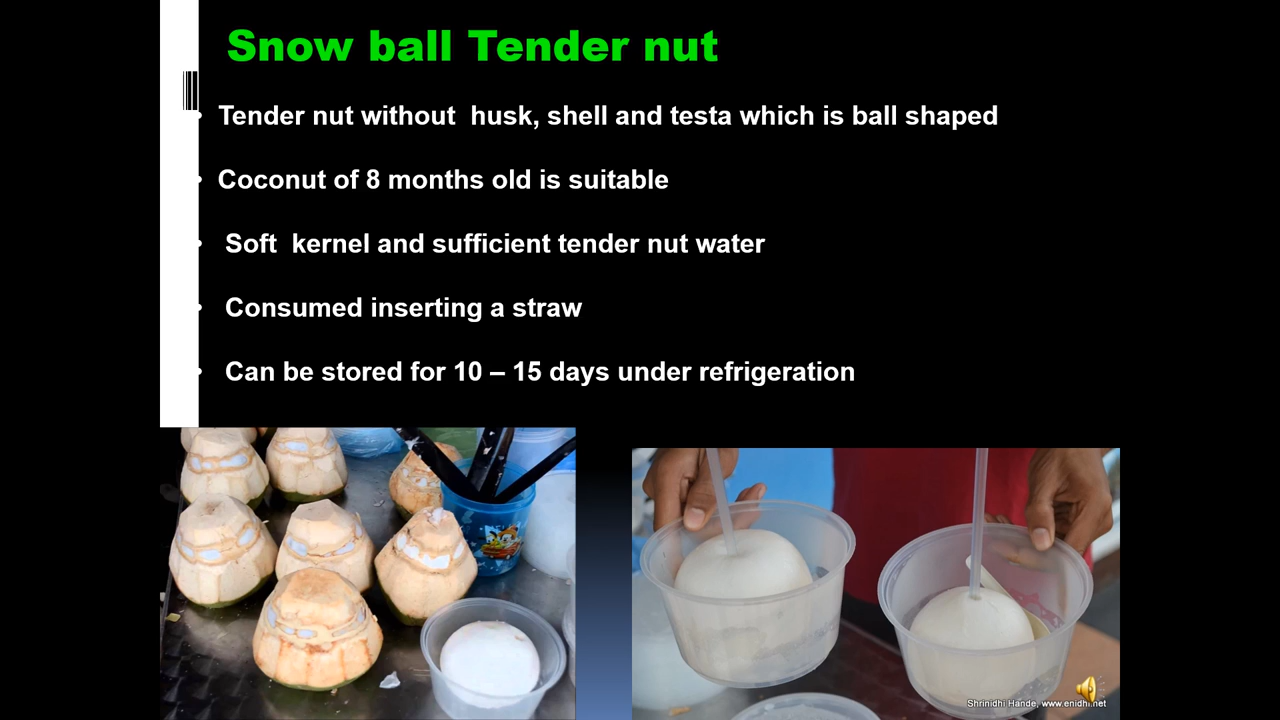 Snow ball Tender nut
• Tender nut without husk, shell and testa which is ball shaped
• Coconut of 8 months old is suitable
• Soft kernel and sufficient tender nut water
• Consumed inserting a straw
• Can be stored for 10 – 15 days under refrigeration
Shrinidhi Hande, www.enidhi.net